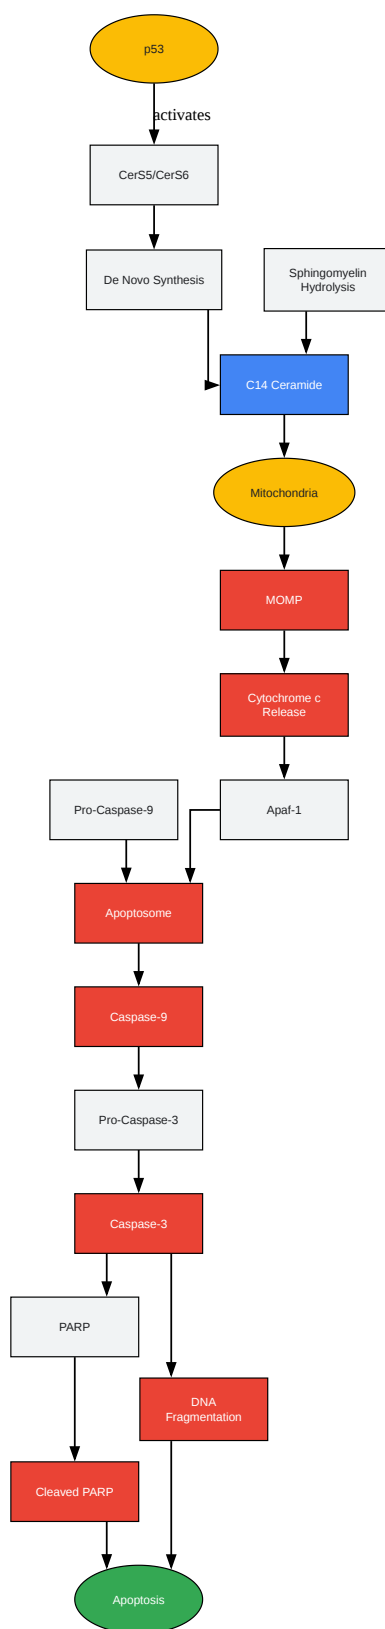 p53
activates
CerS5/CerS6
De Novo Synthesis
Sphingomyelin
Hydrolysis
C14 Ceramide
Mitochondria
MOMP
Cytochrome c
Release
Pro-Caspase-9
Apaf-1
Apoptosome
Caspase-9
Pro-Caspase-3
Caspase-3
PARP
DNA
Fragmentation
Cleaved PARP
Apoptosis